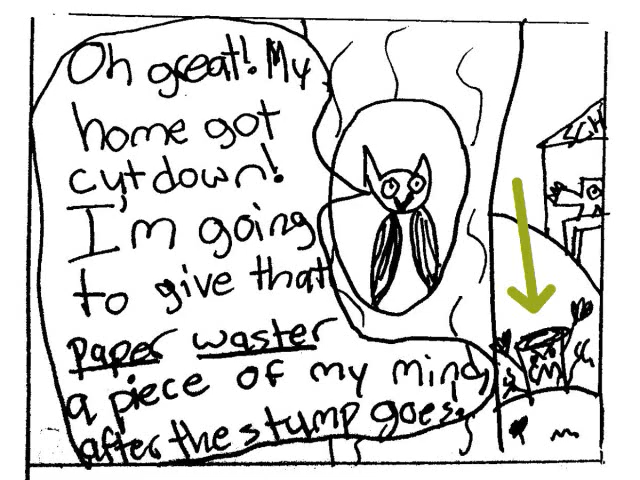 Oh great! My
home got
cut down!
I'm going
to give that
paper waster
a piece of my mind
after the stump goes.
SCH